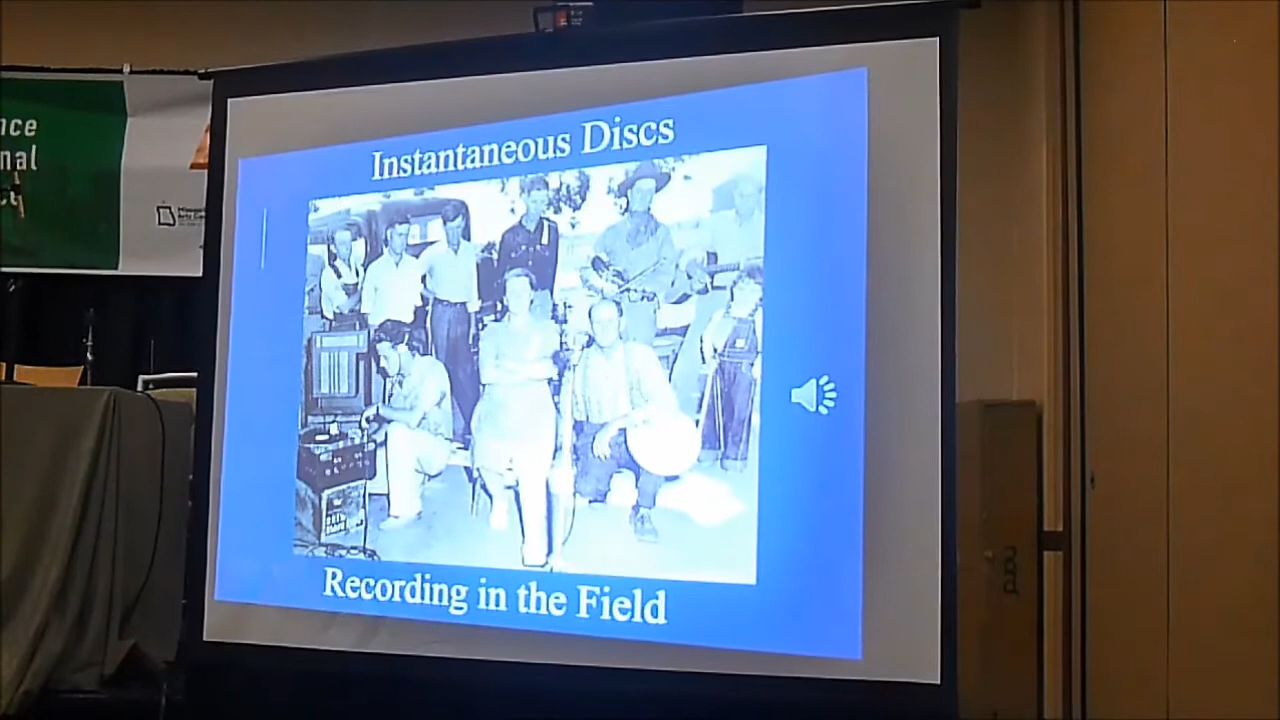 nce
nal
ct
Instantaneous Discs
Recording in the Field